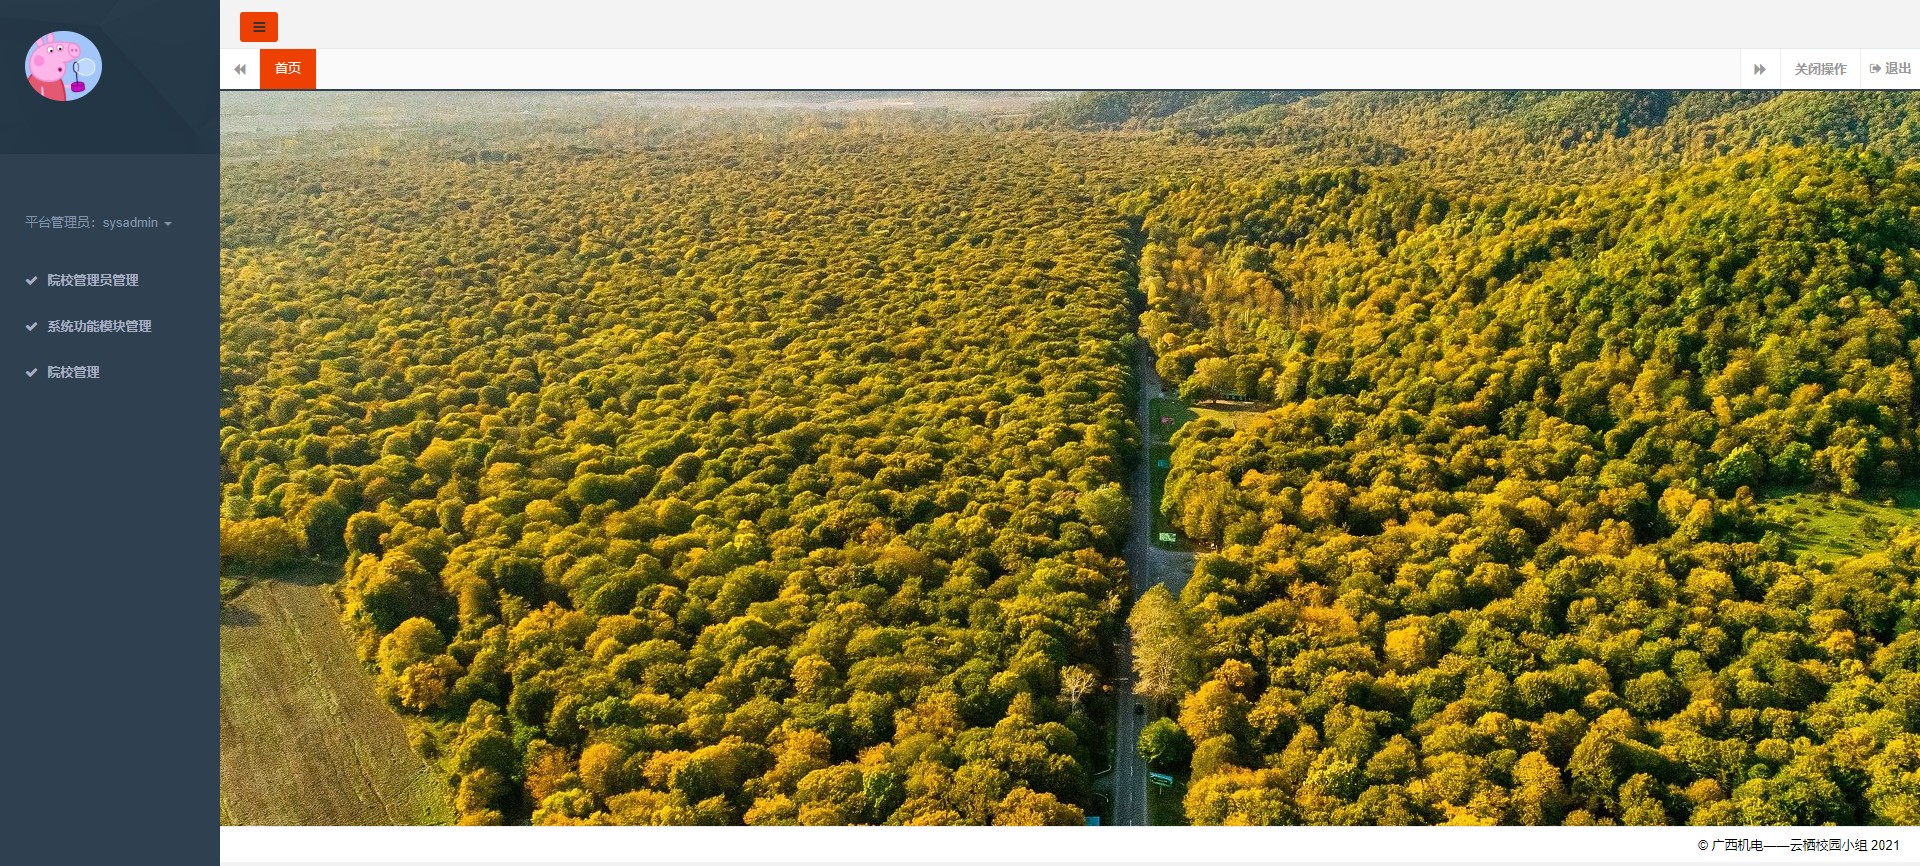 首页
关闭操作
退出
平台管理员：sysadmin
院校管理员管理
系统功能模块管理
院校管理
© 广西机电——云栖校园小组 2021